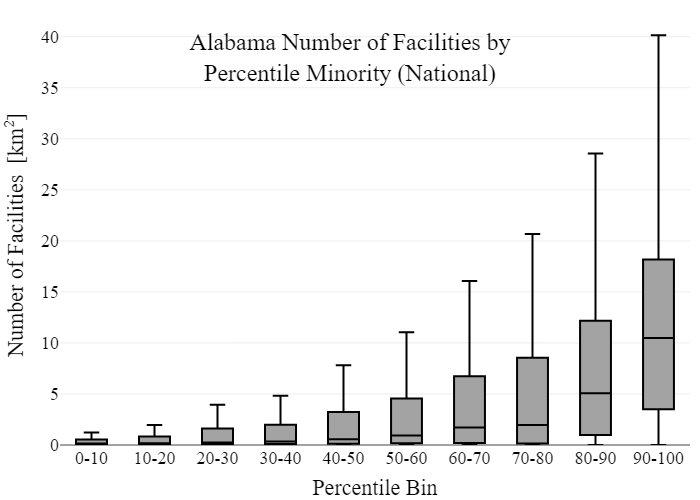 Alabama Number of Facilities by
Percentile Minority (National)
Number of Facilities [km²]
40
35
30
25
20
15
10
5
0
0-10 10-20 20-30 30-40 40-50 50-60 60-70 70-80 80-90 90-100
Percentile Bin